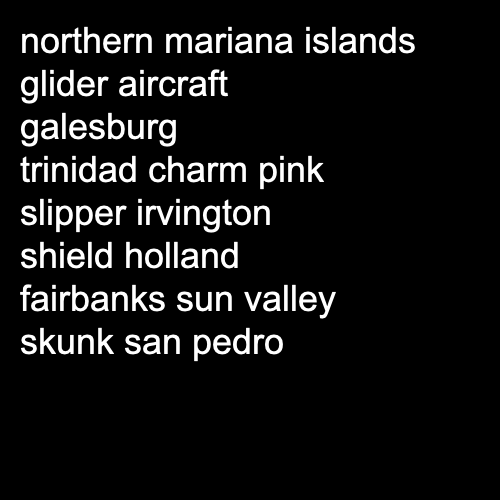 northern mariana islands
glider aircraft
galesburg
trinidad charm pink
slipper irvington
shield holland
fairbanks sun valley
skunk san pedro